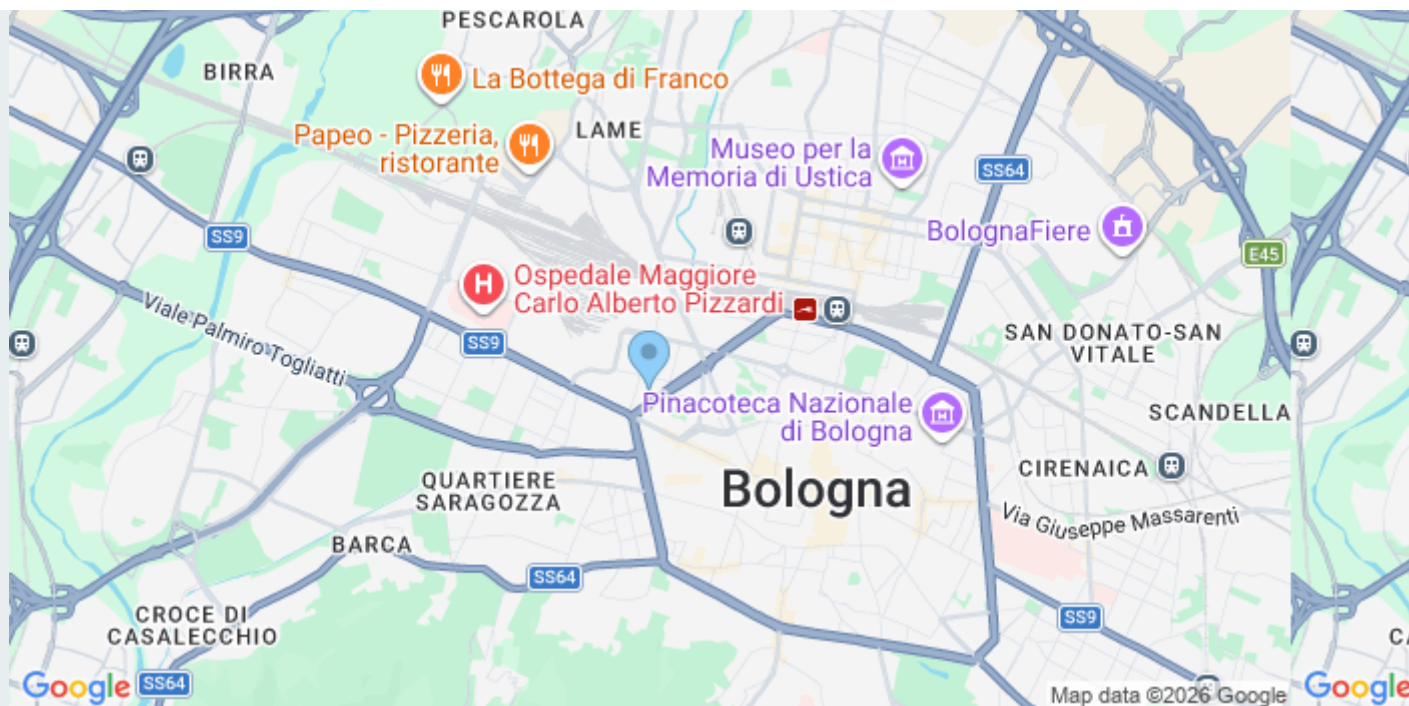 PESCAROLA
BIRRA
La Bottega di Franco
Papeo - Pizzeria,
ristorante
LAME
Museo per la
Memoria di Ustica
SS64
BolognaFiere
SS9
E45
Ospedale Maggiore
Carlo Alberto Pizzardi
Viale Palmiro Togliatti
SS9
SAN DONATO-SAN
VITALE
Pinacoteca Nazionale
di Bologna
SCANDELLA
QUARTIERE
SARAGOZZA
Bologna
CIRENAICA
Via Giuseppe Massarenti
BARCA
SS64
CROCE DI
CASALECCHIO
SS9
CA
Google
SS64
Map data ©2026 Google
Google